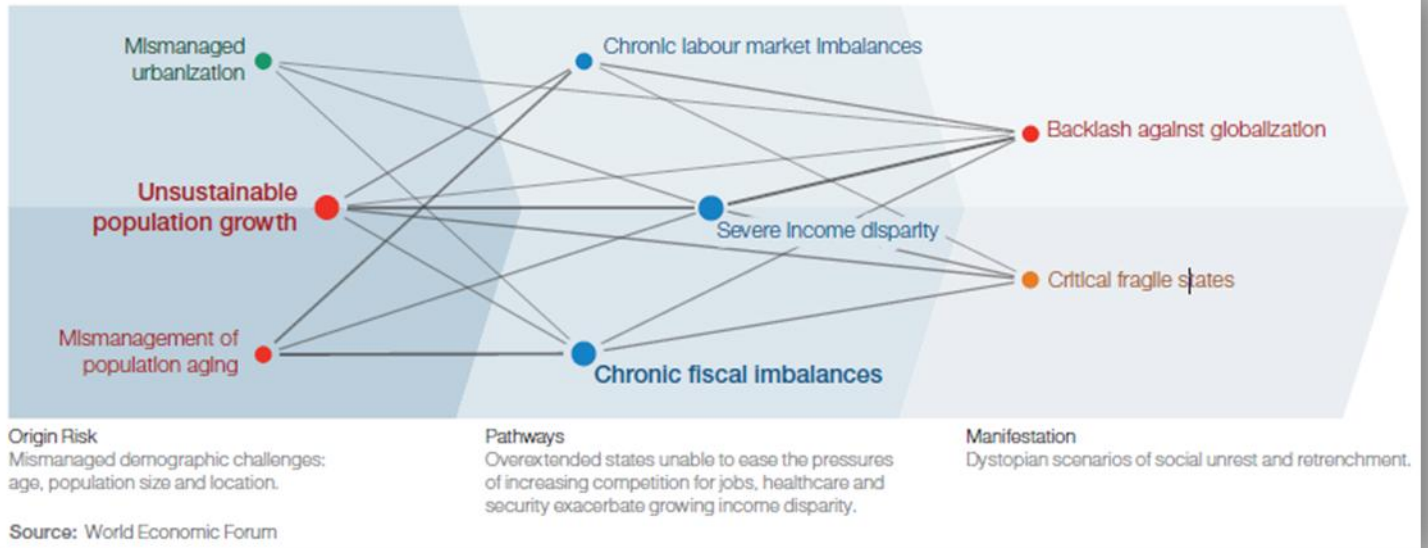 Mismanaged
urbanization
Chronic labour market imbalances
Backlash against globalization
Unsustainable
population growth
Severe income disparity
Critical fragile states
Mismanagement of
population aging
Chronic fiscal imbalances
Origin Risk
Mismanaged demographic challenges:
age, population size and location.
Pathways
Overextended states unable to ease the pressures
of increasing competition for jobs, healthcare and
security exacerbate growing income disparity.
Manifestation
Dystopian scenarios of social unrest and retrenchment.
Source: World Economic Forum